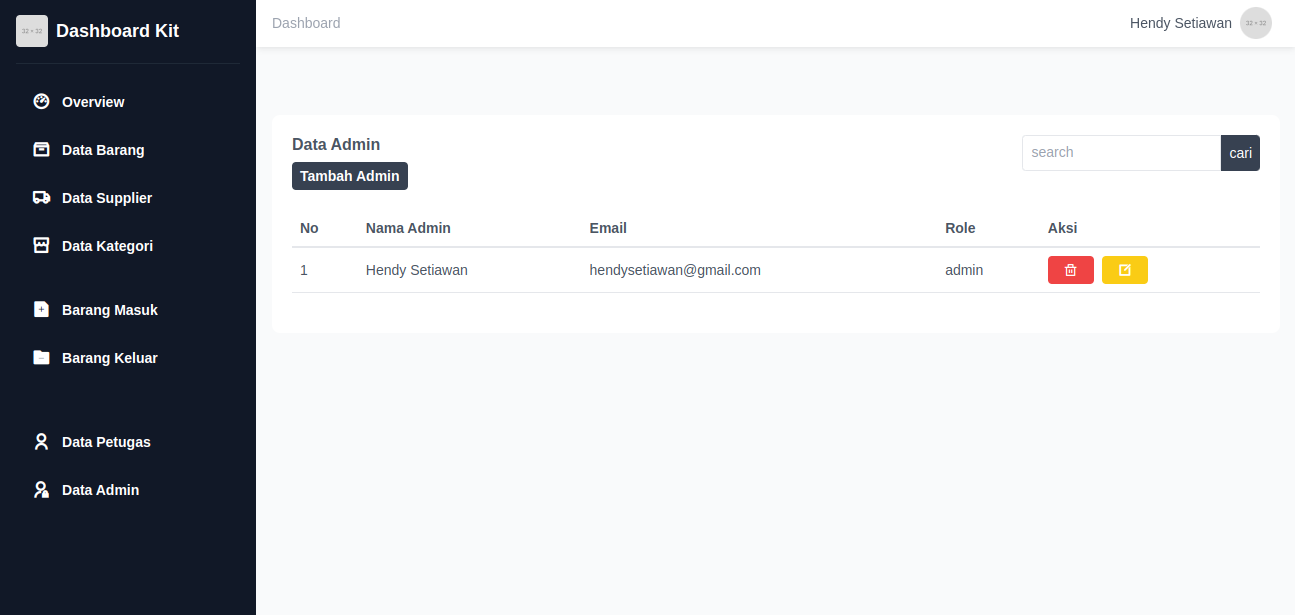 32 × 32 Dashboard Kit
Dashboard
Hendy Setiawan 32 × 32
Overview
Data Barang
Data Supplier
Data Kategori
Barang Masuk
Barang Keluar
Data Petugas
Data Admin
Data Admin
Tambah Admin
search cari
No Nama Admin Email Role Aksi
1 Hendy Setiawan hendysetiawan@gmail.com admin